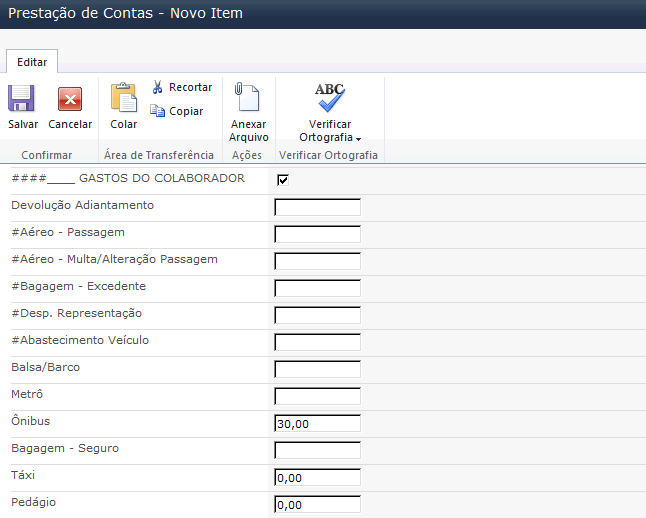 Prestação de Contas - Novo Item
Editar
Salvar
Cancelar
Colar
Recortar
Copiar
Anexar
Arquivo
ABC
Verificar
Ortografia
Confirmar
Área de Transferência
Ações
Verificar Ortografia
####____ GASTOS DO COLABORADOR
Devolução Adiantamento
#Aéreo - Passagem
#Aéreo - Multa/Alteração Passagem
#Bagagem - Excedente
#Desp. Representação
#Abastecimento Veículo
Balsa/Barco
Metrô
Ônibus 30,00
Bagagem - Seguro
Táxi 0,00
Pedágio 0,00